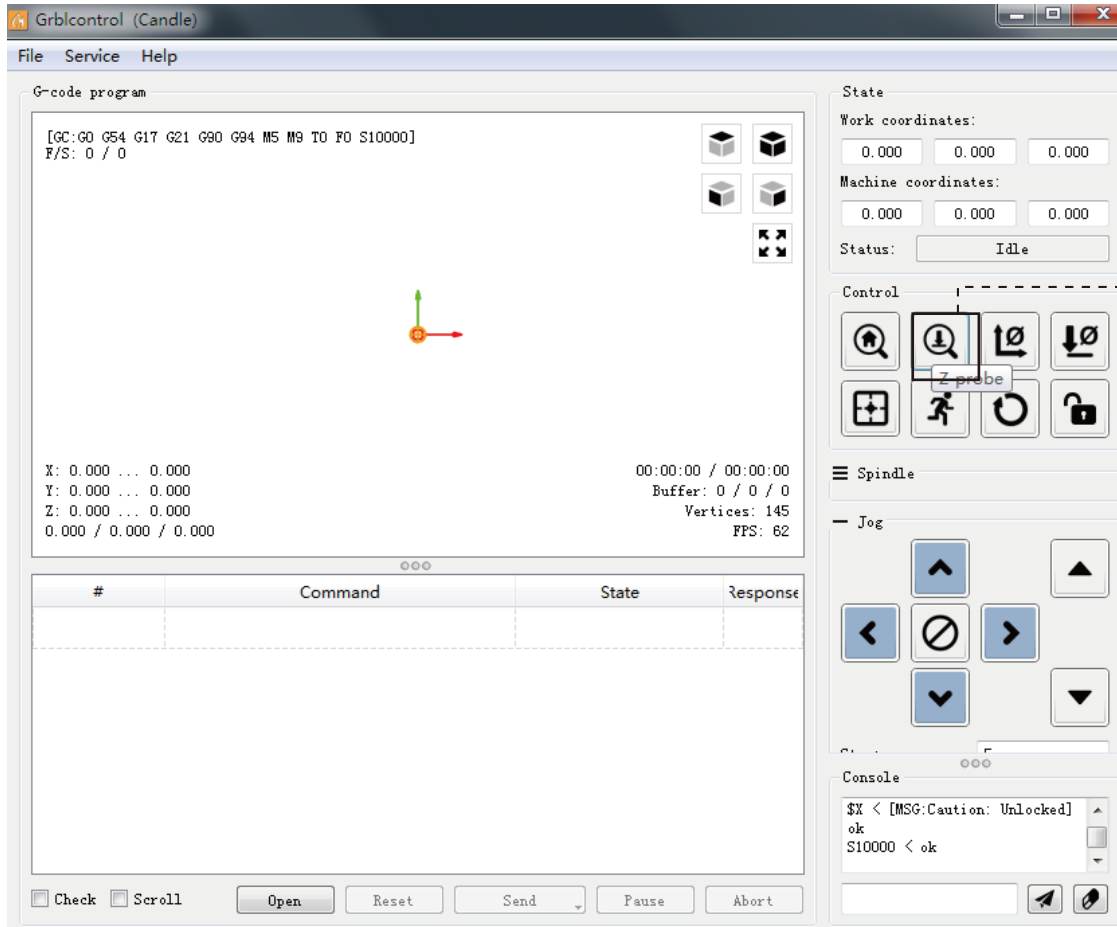 Grblcontrol (Candle)
File Service Help
G-code program
[GC:G0 G54 G17 G21 G90 G94 M5 M9 T0 F0 S10000]
F/S: 0 / 0
X: 0.000 ... 0.000
Y: 0.000 ... 0.000
Z: 0.000 ... 0.000
0.000 / 0.000 / 0.000
00:00:00 / 00:00:00
Buffer: 0 / 0 / 0
Vertices: 145
FPS: 62
# Command State Response
Check Scroll Open Reset Send Pause Abort
State
Work coordinates:
0.000 0.000 0.000
Machine coordinates:
0.000 0.000 0.000
Status: Idle
Control
Z-probe
Spindle
Jog
Console
$X < [MSG:Caution: Unlocked]
ok
S10000 < ok